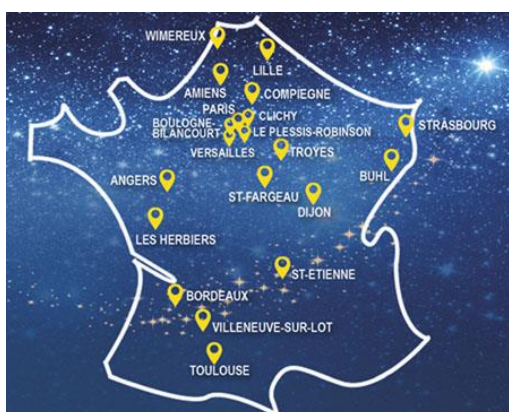 WIMEREUX
LILLE
AMIENS
COMPIEGNE
PARIS
CLICHY
BOULOGNE-
BILANCOURT
LE PLESSIS-ROBINSON
STRASBOURG
VERSAILLES
TROYES
BUHL
ANGERS
ST-FARGEAU
DIJON
LES HERBIERS
ST-ETIENNE
BORDEAUX
VILLENEUVE-SUR-LOT
TOULOUSE